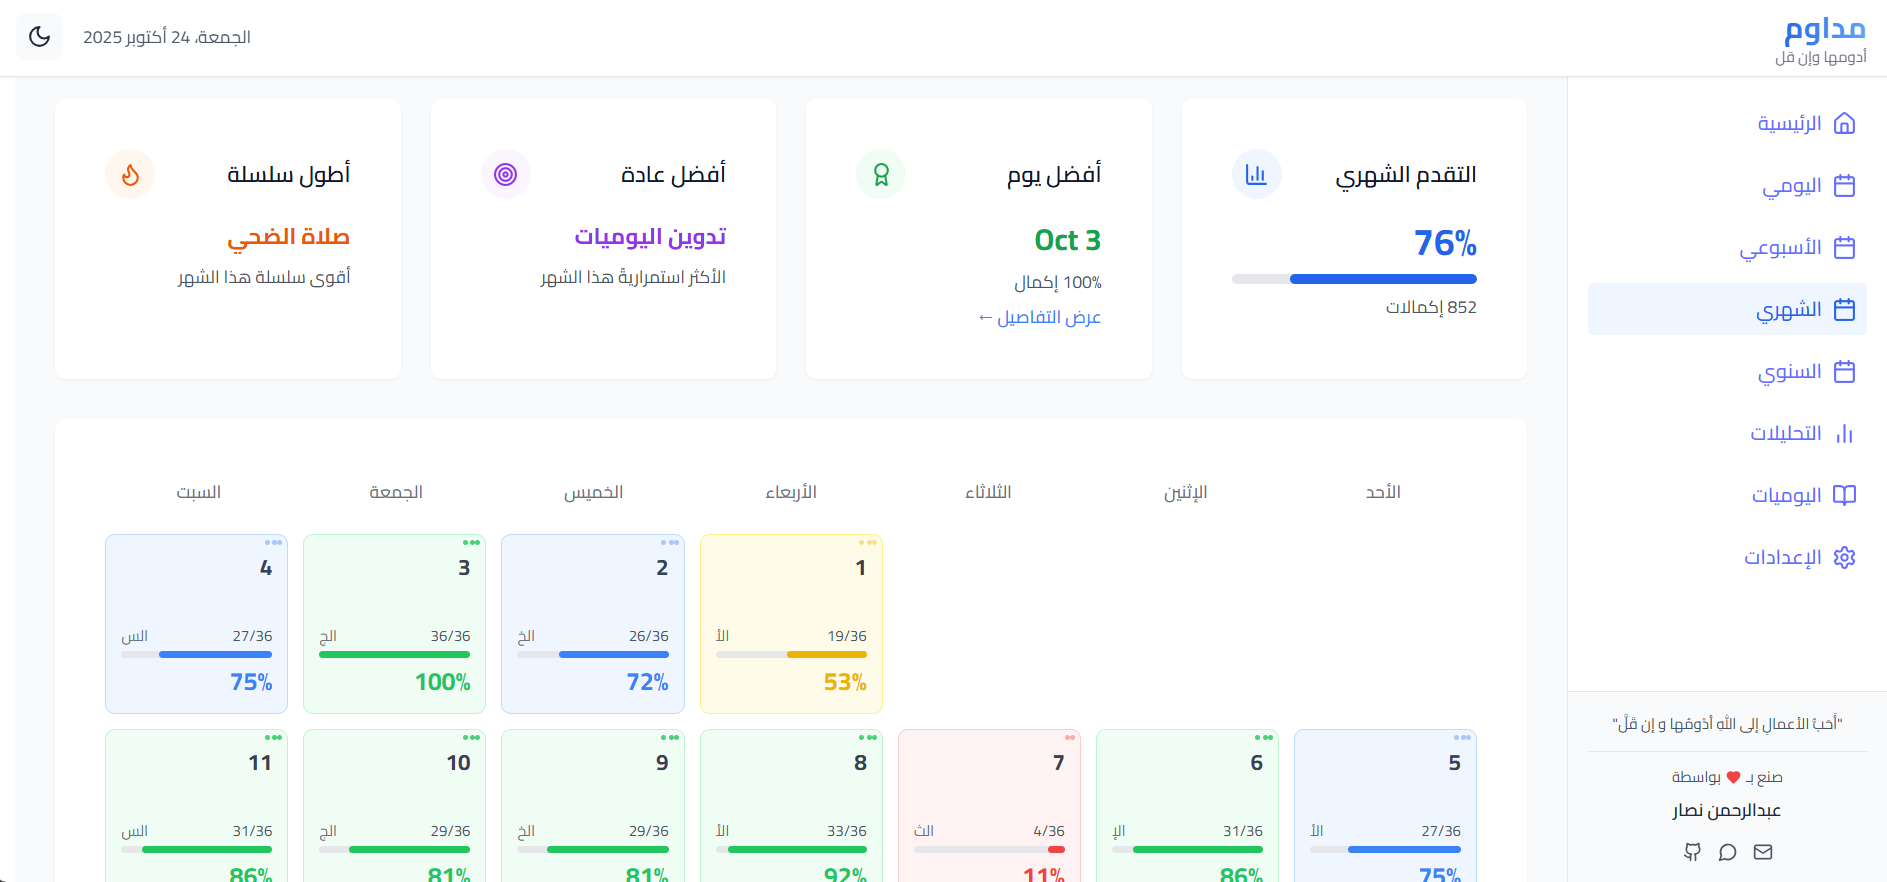 مداوم
أدومها وإن قل
الجمعة، 24 أكتوبر 2025
الرئيسية
اليومي
الأسبوعي
الشهري
السنوي
التحليلات
اليوميات
الإعدادات
"أَحَبُّ الأعمالِ إلى اللهِ أدْوَمُها و إن قَلَّ"
صنع بـ ❤ بواسطة
عبدالرحمن نصار
التقدم الشهري
76%
852 إكمالات
أفضل يوم
Oct 3
100% إكمال
عرض التفاصيل ←
أفضل عادة
تدوين اليوميات
الأكثر استمراريةً هذا الشهر
أطول سلسلة
صلاة الضحي
أقوى سلسلة هذا الشهر
الأحد الإثنين الثلاثاء الأربعاء الخميس الجمعة السبت
1 2 3 4
19/36 الأ 26/36 الخ 36/36 الج 27/36 الس
53% 72% 100% 75%
5 6 7 8 9 10 11
27/36 الأ 31/36 الإ 4/36 الث 33/36 الأ 29/36 الخ 29/36 الج 31/36 الس
75% 86% 11% 92% 81% 81% 86%